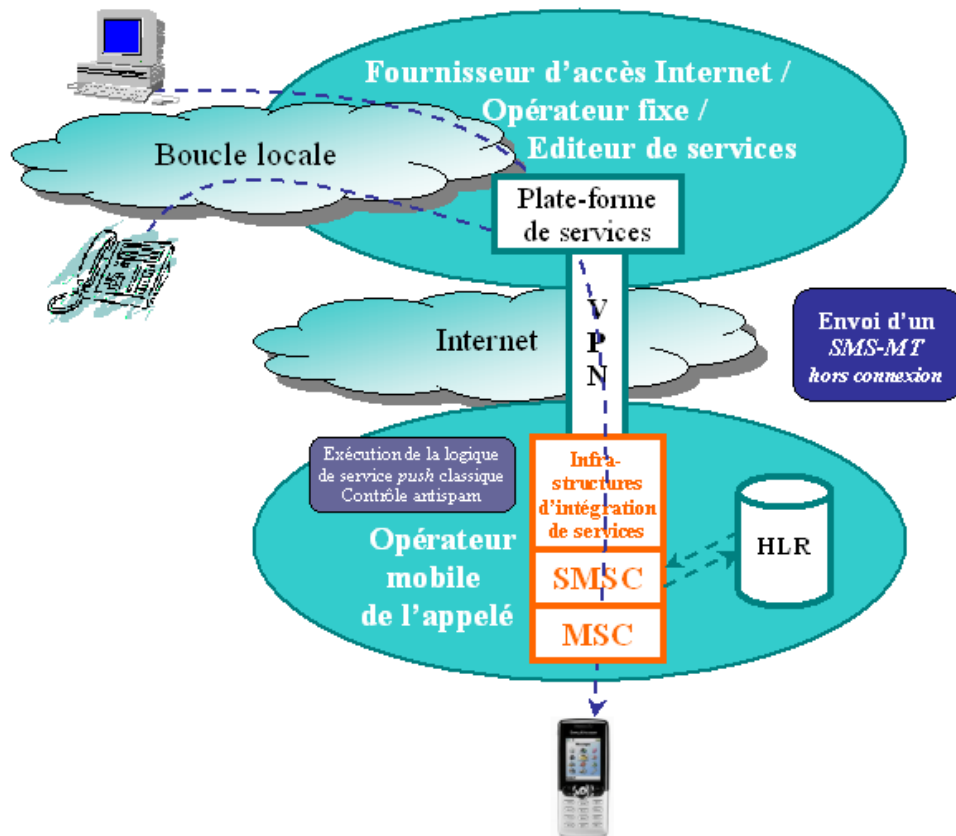 Fournisseur d'accès Internet /
Opérateur fixe /
Editeur de services
Boucle locale
Plate-forme
de services
Internet
V
P
N
Envoi d'un
SMS-MT
hors connexion
Exécution de la logique
de service push classique
Contrôle antispam
Infra-
structures
d'intégration
de services
Opérateur
mobile
de l'appelé
SMSC
MSC
HLR